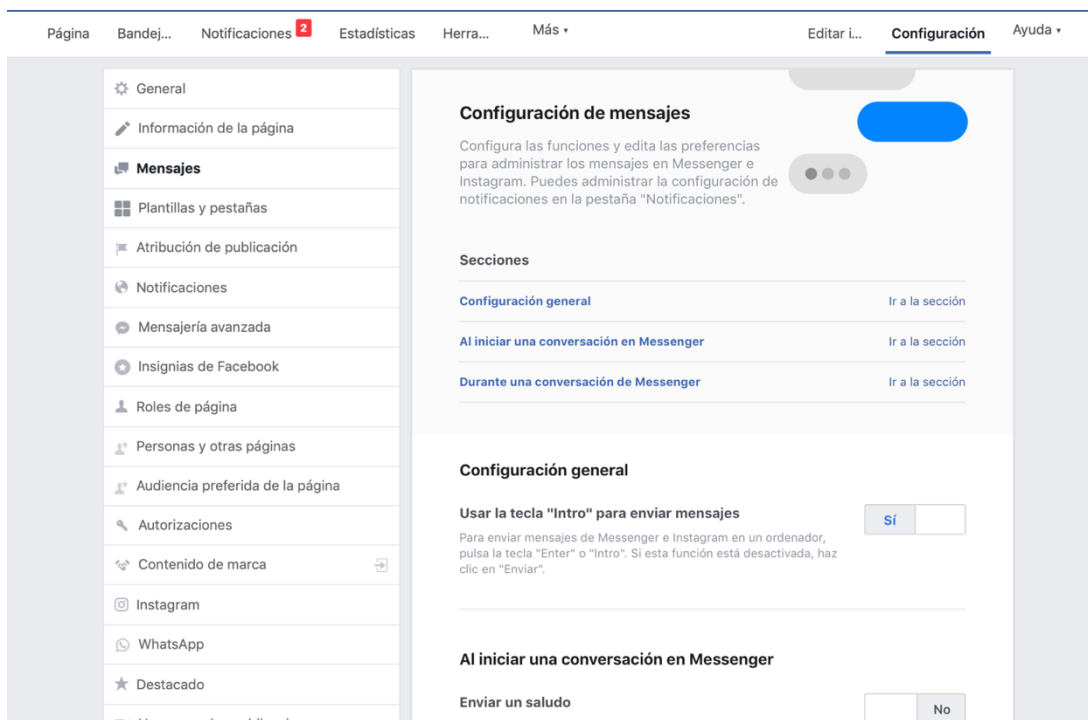 Página Bandej... Notificaciones 2 Estadísticas Herra... Más Editar i... Configuración Ayuda
General
Información de la página
Mensajes
Plantillas y pestañas
Atribución de publicación
Notificaciones
Mensajería avanzada
Insignias de Facebook
Roles de página
Personas y otras páginas
Audiencia preferida de la página
Autorizaciones
Contenido de marca
Instagram
WhatsApp
Destacado
Configuración de mensajes
Configura las funciones y edita las preferencias
para administrar los mensajes en Messenger e
Instagram. Puedes administrar la configuración de
notificaciones en la pestaña "Notificaciones".
Secciones
Configuración general Ir a la sección
Al iniciar una conversación en Messenger Ir a la sección
Durante una conversación de Messenger Ir a la sección
Configuración general
Usar la tecla "Intro" para enviar mensajes Sí
Para enviar mensajes de Messenger e Instagram en un ordenador,
pulsa la tecla "Enter" o "Intro". Si esta función está desactivada, haz
clic en "Enviar".
Al iniciar una conversación en Messenger
Enviar un saludo No